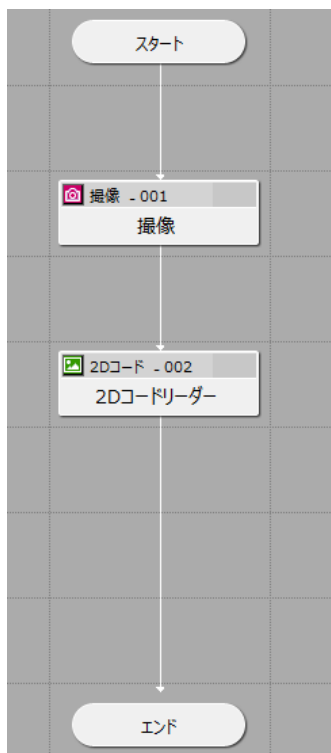 スタート
撮像 - 001
撮像
2Dコード - 002
2Dコードリーダー
エンド